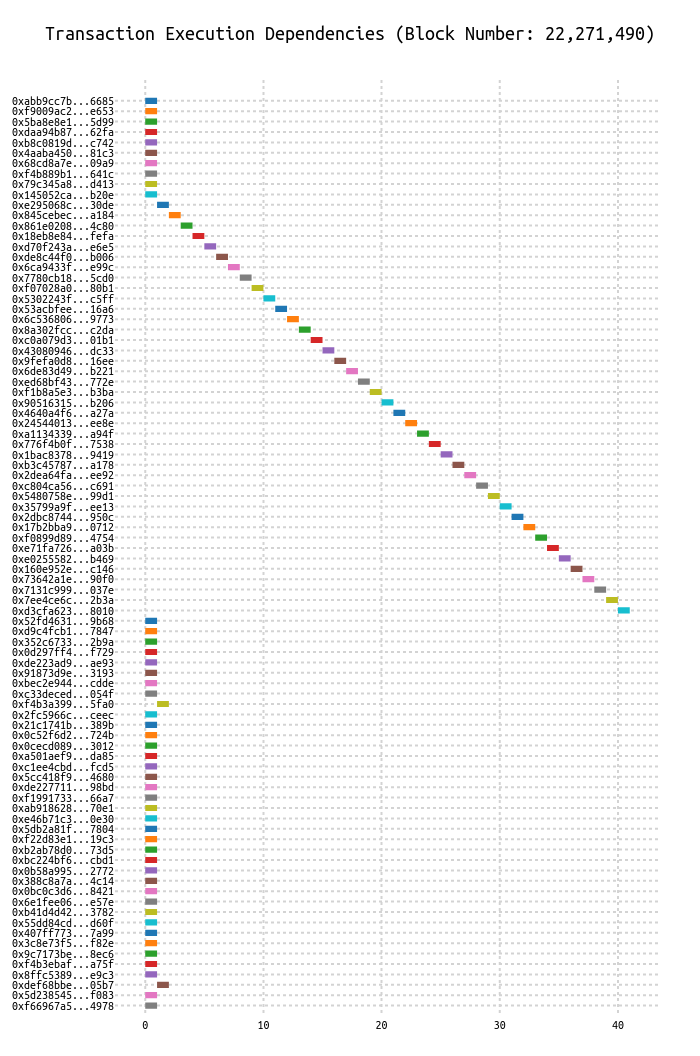 Transaction Execution Dependencies (Block Number: 22,271,490)
0xabb9cc7b...6685
0xf9009ac2...e653
0x5ba8e8e1...5d99
0xdaa94b87...62fa
0xb8c0819d...c742
0x4aaba450...81c3
0x68cd8a7e...09a9
0xf4b889b1...641c
0x79c345a8...d413
0x145052ca...b20e
0xe295068c...30de
0x845cebec...a184
0x861e0208...4c80
0x18eb8e84...fefa
0xd70f243a...e6e5
0xde8c44f0...b006
0x6ca9433f...e99c
0x7780cb18...5cd0
0xf07028a0...80b1
0x5302243f...c5ff
0x53acbfee...16a6
0x6c536806...9773
0x8a302fcc...c2da
0xc0a079d3...01b1
0x43080946...dc33
0x9fefa0d8...16ee
0x6de83d49...b221
0xed68bf43...772e
0xf1b8a5e3...b3ba
0x90516315...b206
0x4640a4f6...a27a
0x24544013...ee8e
0xa1134339...a94f
0x776f4b0f...7538
0x1bac8378...9419
0xb3c45787...a178
0x2dea64fa...ee92
0xc804ca56...c691
0x5480758e...99d1
0x35799a9f...ee13
0x2dbc8744...950c
0x17b2bba9...0712
0xf0899d89...4754
0xe71fa726...a03b
0xe0255582...b469
0x160e952e...c146
0x73642a1e...90f0
0x7131c999...037e
0x7ee4ce6c...2b3a
0xd3cfa623...8010
0x52fd4631...9b68
0xd9c4fcb1...7847
0x352c6733...2b9a
0x0d297ff4...f729
0xde223ad9...ae93
0x91873d9e...3193
0xbec2e944...cdde
0xc33deced...054f
0xf4b3a399...5fa0
0x2fc5966c...ceec
0x21c1741b...389b
0x0c52f6d2...724b
0x0cecd089...3012
0xa501aef9...da85
0xc1ee4cbd...fcd5
0x5cc418f9...4680
0xde227711...98bd
0xf1991733...66a7
0xab918628...70e1
0xe46b71c3...0e30
0x5db2a81f...7804
0xf22d83e1...19c3
0xb2ab78d0...73d5
0xbc224bf6...cbd1
0x0b58a995...2772
0x388c8a7a...4c14
0x0bc0c3d6...8421
0x6e1fee06...e57e
0xb41d4d42...3782
0x55dd84cd...d60f
0x407ff773...7a99
0x3c8e73f5...f82e
0x9c7173be...8ec6
0xf4b3ebaf...a75f
0x8ffc5389...e9c3
0xdef68bbe...05b7
0x5d238545...f083
0xf66967a5...4978
0 10 20 30 40